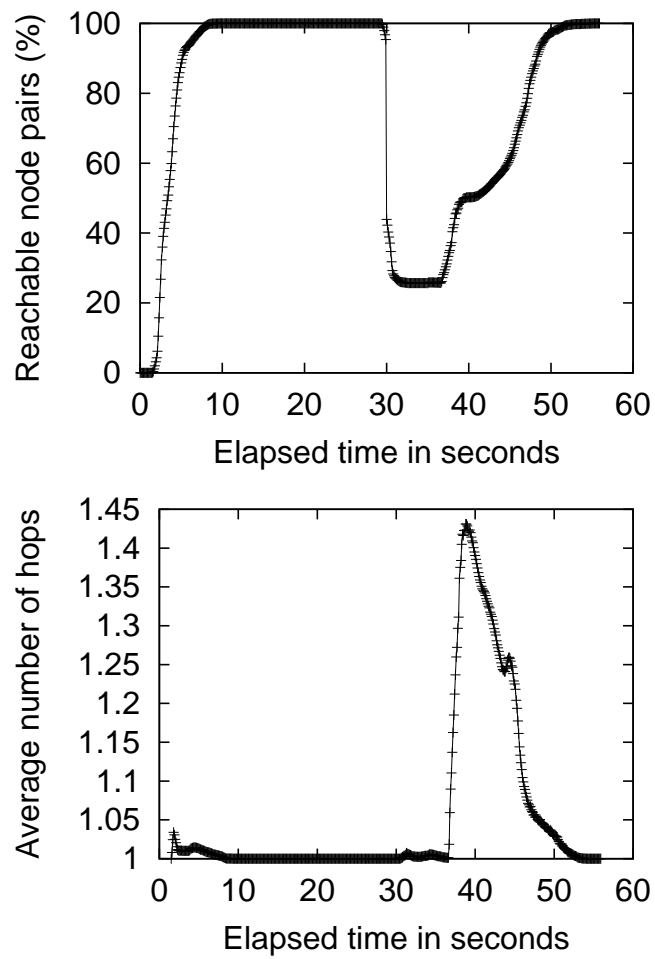 Reachable node pairs (%)
100
80
60
40
20
0
0 10 20 30 40 50 60
Elapsed time in seconds
Average number of hops
1.45
1.4
1.35
1.3
1.25
1.2
1.15
1.1
1.05
1
0 10 20 30 40 50 60
Elapsed time in seconds